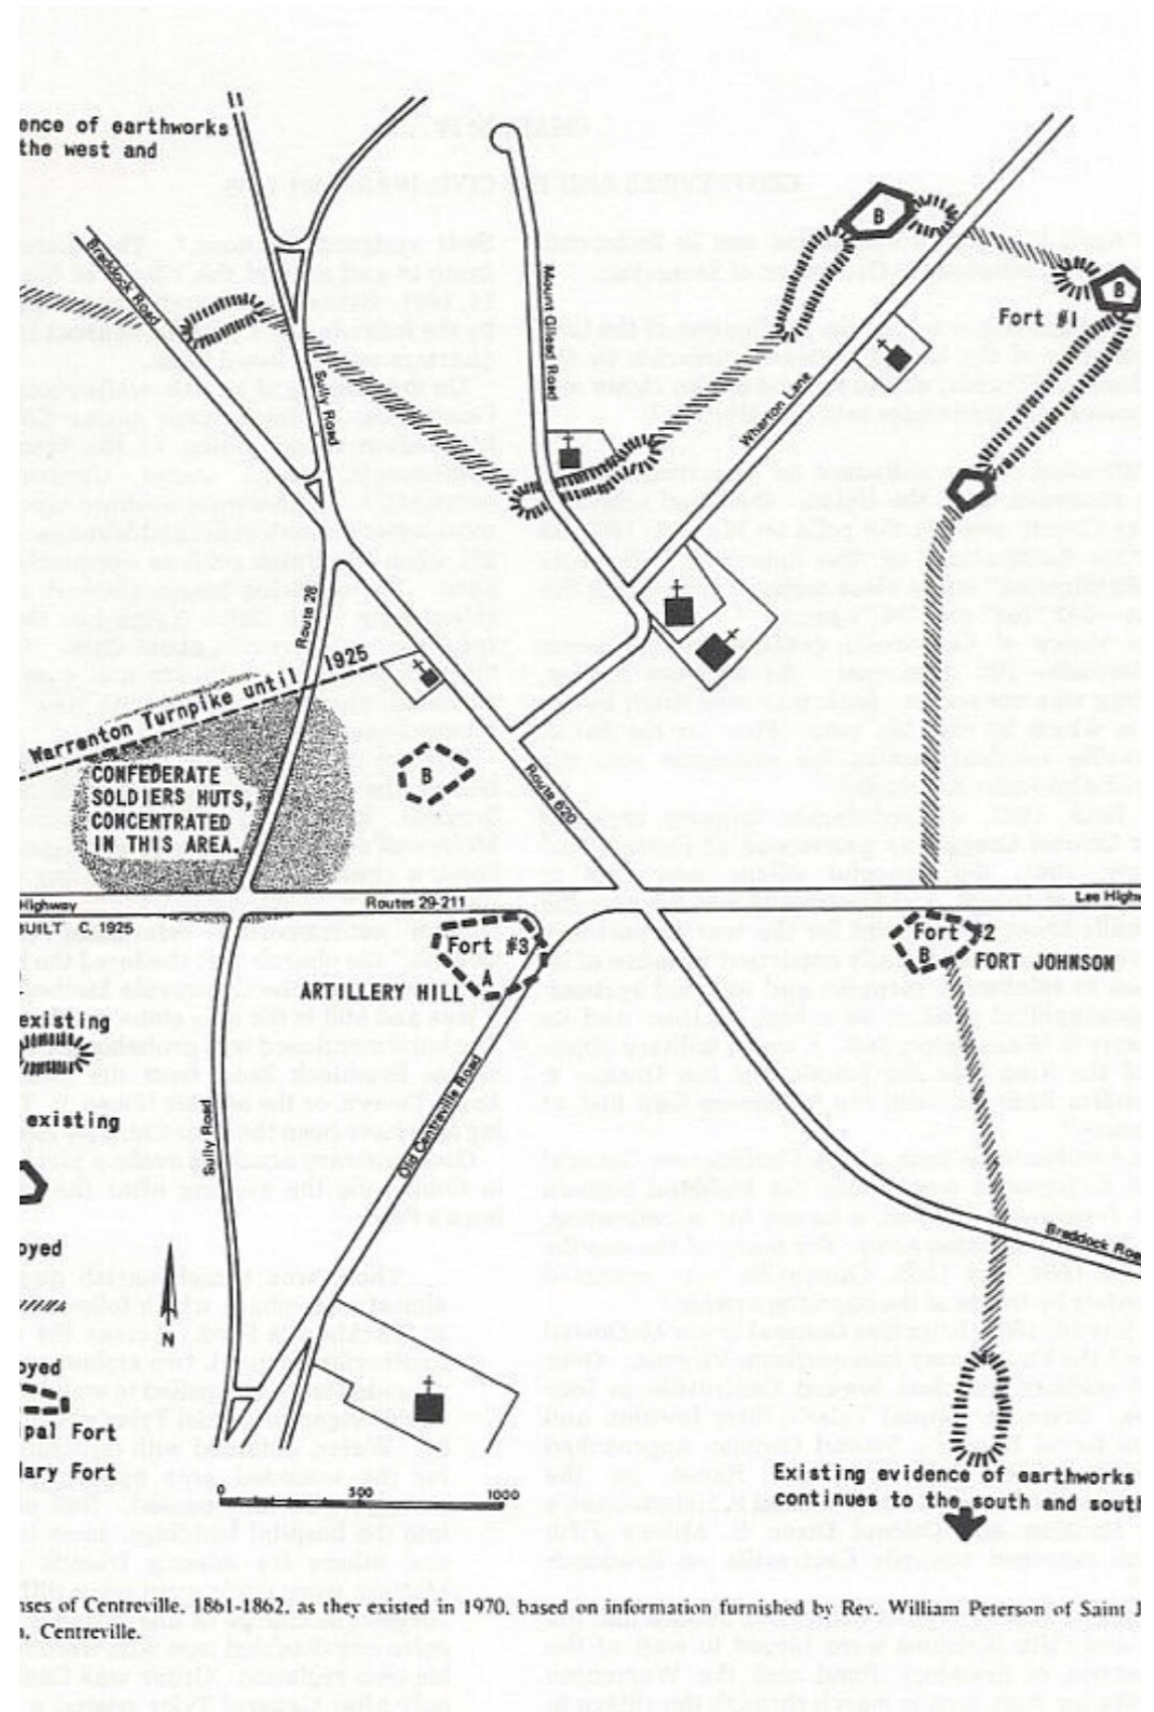 ence of earthworks
the west and
Braddock Road
Mount Gilead Road
B
B
Fort #1
Sully Road
Wharton Lane
Route 28
Warrenton Turnpike until 1925
CONFEDERATE
SOLDIERS HUTS,
CONCENTRATED
IN THIS AREA.
B
Route 620
Highway
Routes 29-211
Lee Highw
BUILT C. 1925
Fort #3
A
Fort #2
B
FORT JOHNSON
ARTILLERY HILL
existing
existing
Sully Road
Old Centreville Road
Braddock Roa
oyed
N
oyed
ipal Fort
dary Fort
0 500 1000
Existing evidence of earthworks
continues to the south and south
nses of Centreville, 1861-1862, as they existed in 1970, based on information furnished by Rev. William Peterson of Saint J
n, Centreville.